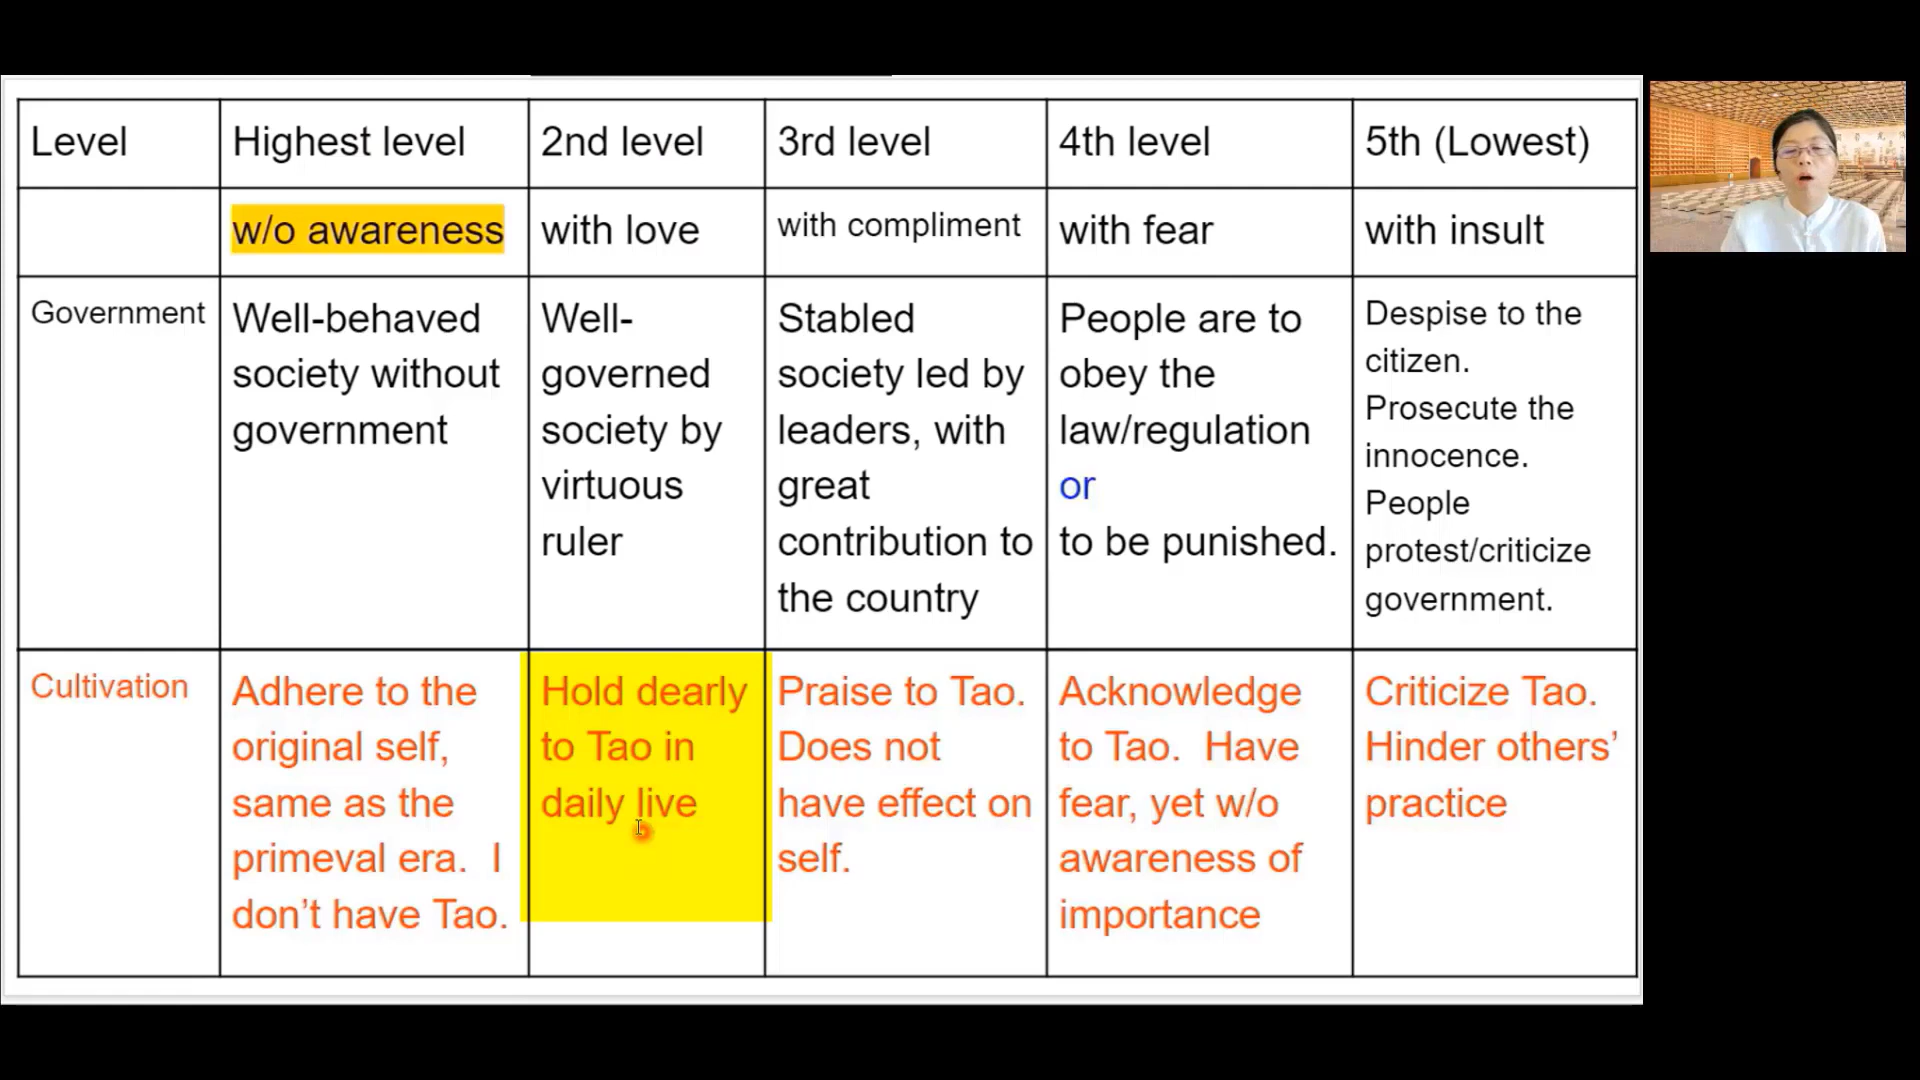 Level
Highest level
2nd level
3rd level
4th level
5th (Lowest)
w/o awareness
with love
with compliment
with fear
with insult
Government
Well-behaved
society without
government
Well-
governed
society by
virtuous
ruler
Stabled
society led by
leaders, with
great
contribution to
the country
People are to
obey the
law/regulation
or
to be punished.
Despise to the
citizen.
Prosecute the
innocence.
People
protest/criticize
government.
Cultivation
Adhere to the
original self,
same as the
primeval era.  I
don’t have Tao.
Hold dearly
to Tao in
daily live
Praise to Tao.
Does not
have effect on
self.
Acknowledge
to Tao.  Have
fear, yet w/o
awareness of
importance
Criticize Tao.
Hinder others’
practice